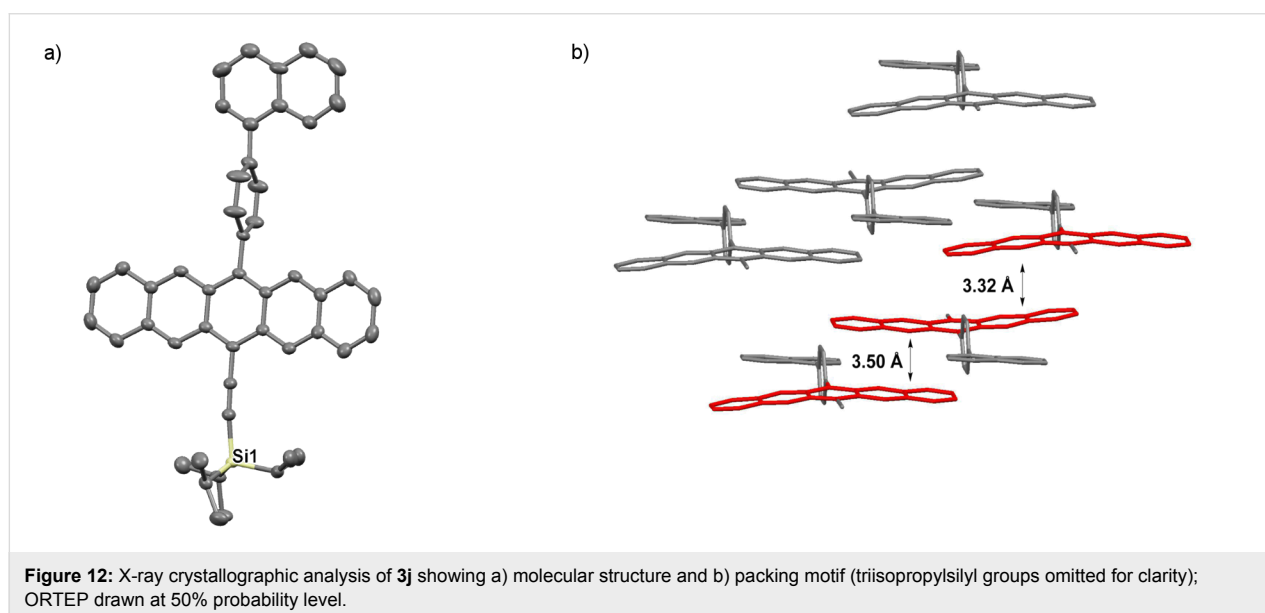 a)
b)
3.32 Å
3.50 Å
Si1
Figure 12: X-ray crystallographic analysis of 3j showing a) molecular structure and b) packing motif (triisopropylsilyl groups omitted for clarity);
ORTEP drawn at 50% probability level.